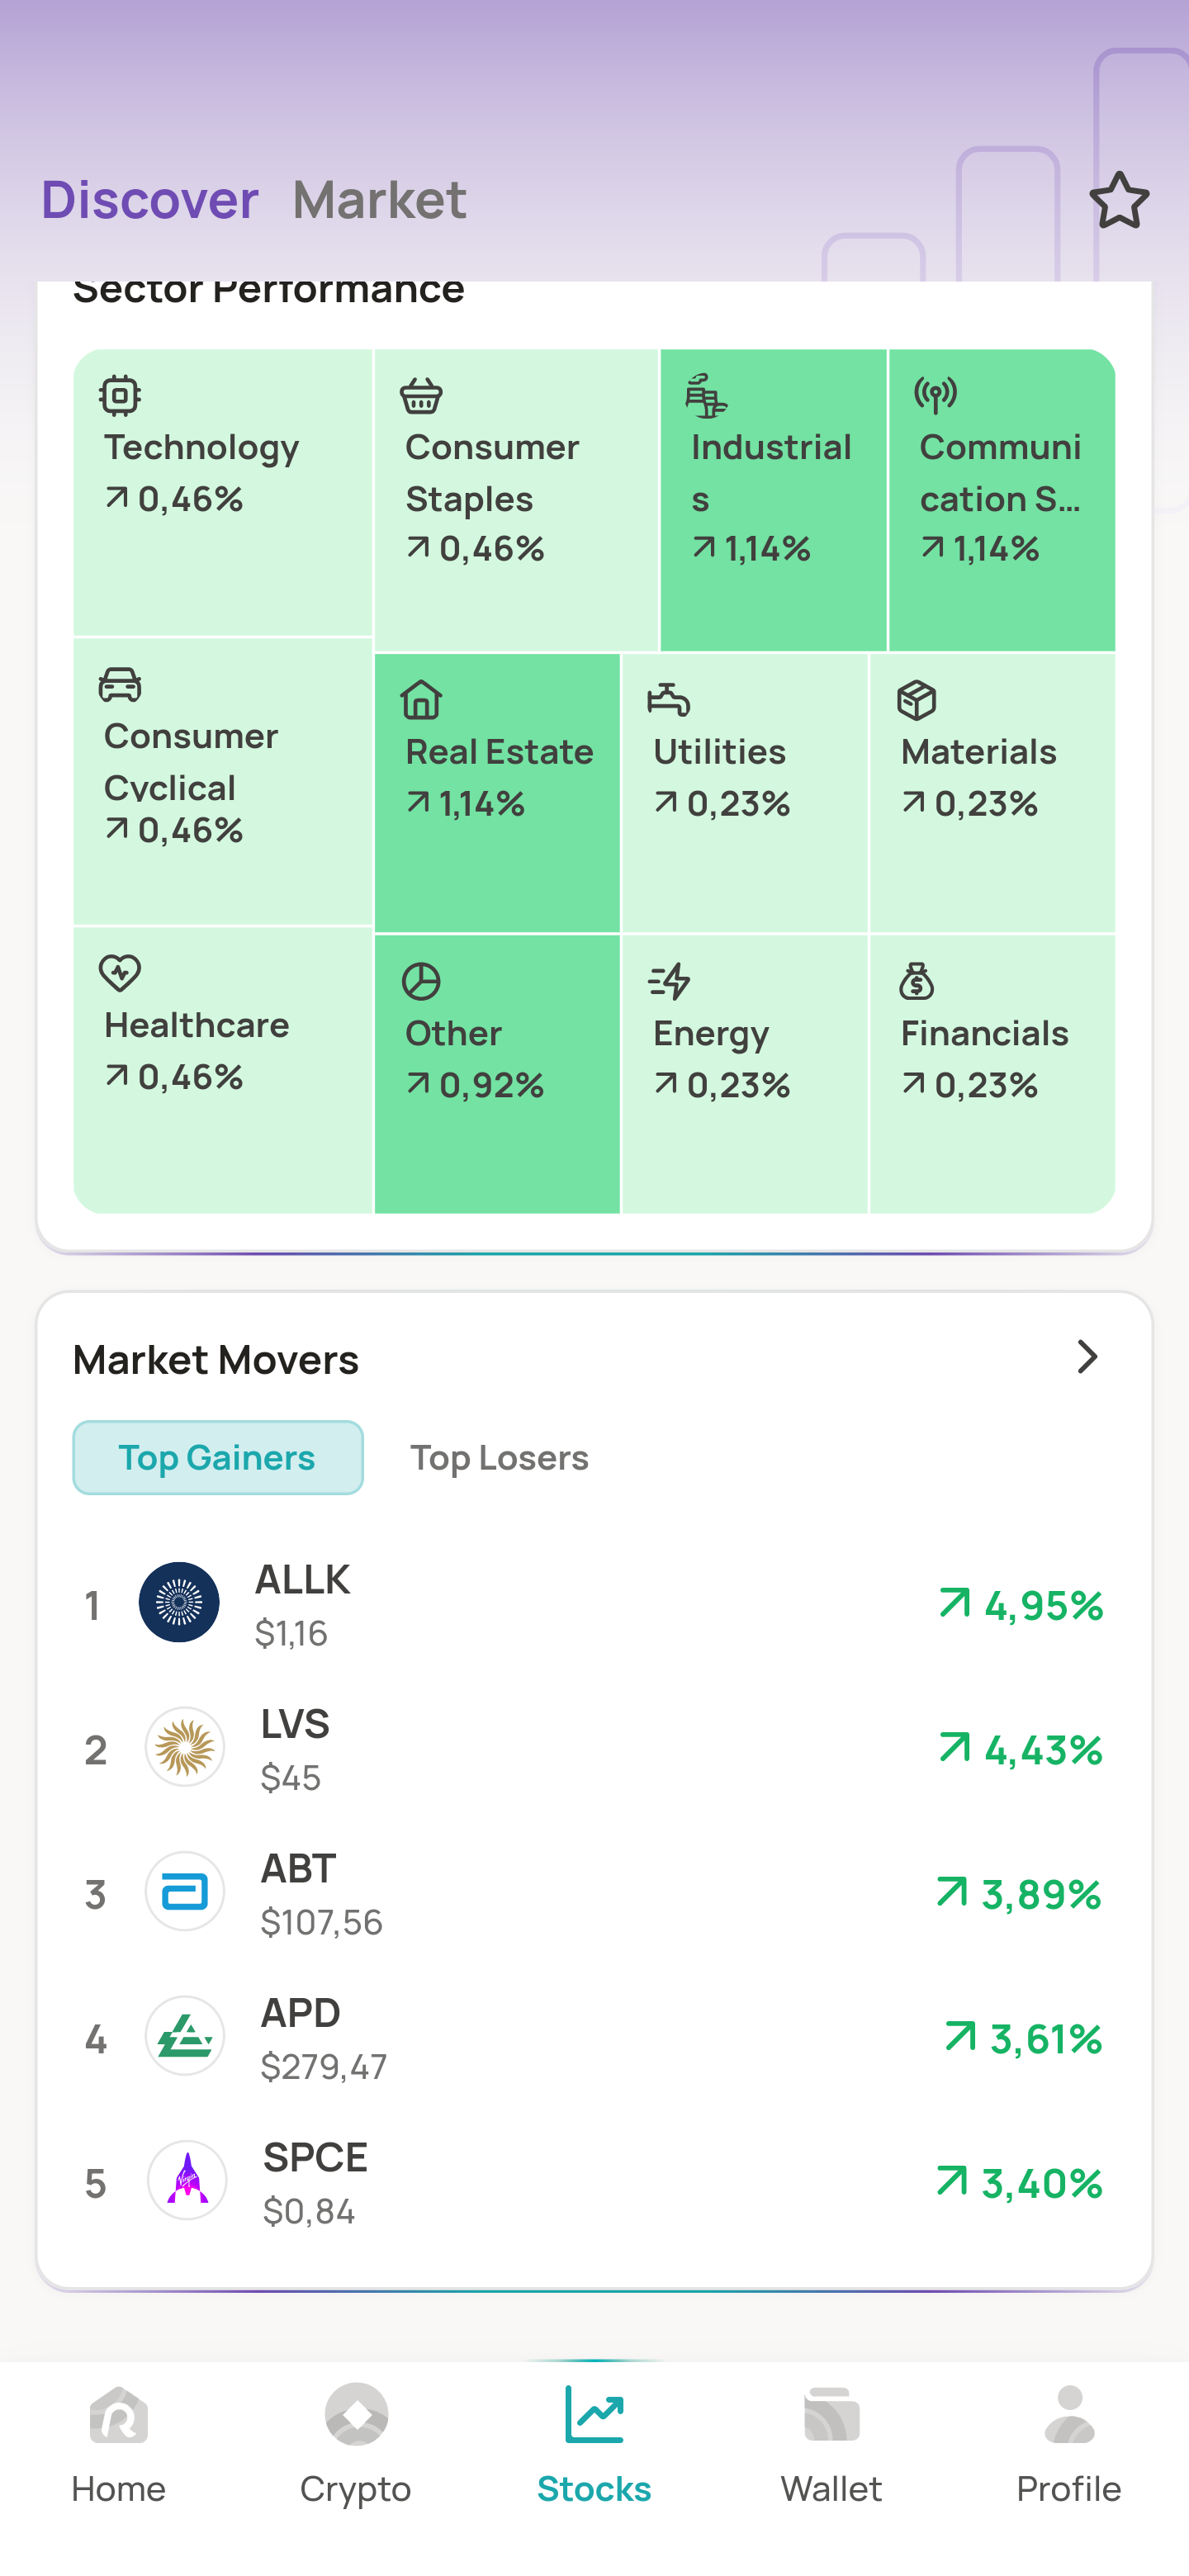 Discover Market
Sector Performance
Technology
0,46%
Consumer
Staples
0,46%
Industrial
s
1,14%
Communi
cation S...
1,14%
Consumer
Cyclical
0,46%
Real Estate
1,14%
Utilities
0,23%
Materials
0,23%
Healthcare
0,46%
Other
0,92%
Energy
0,23%
Financials
0,23%
Market Movers
Top Gainers Top Losers
1 ALLK
$1,16
4,95%
2 LVS
$45
4,43%
3 ABT
$107,56
3,89%
4 APD
$279,47
3,61%
5 SPCE
$0,84
3,40%
Home Crypto Stocks Wallet Profile